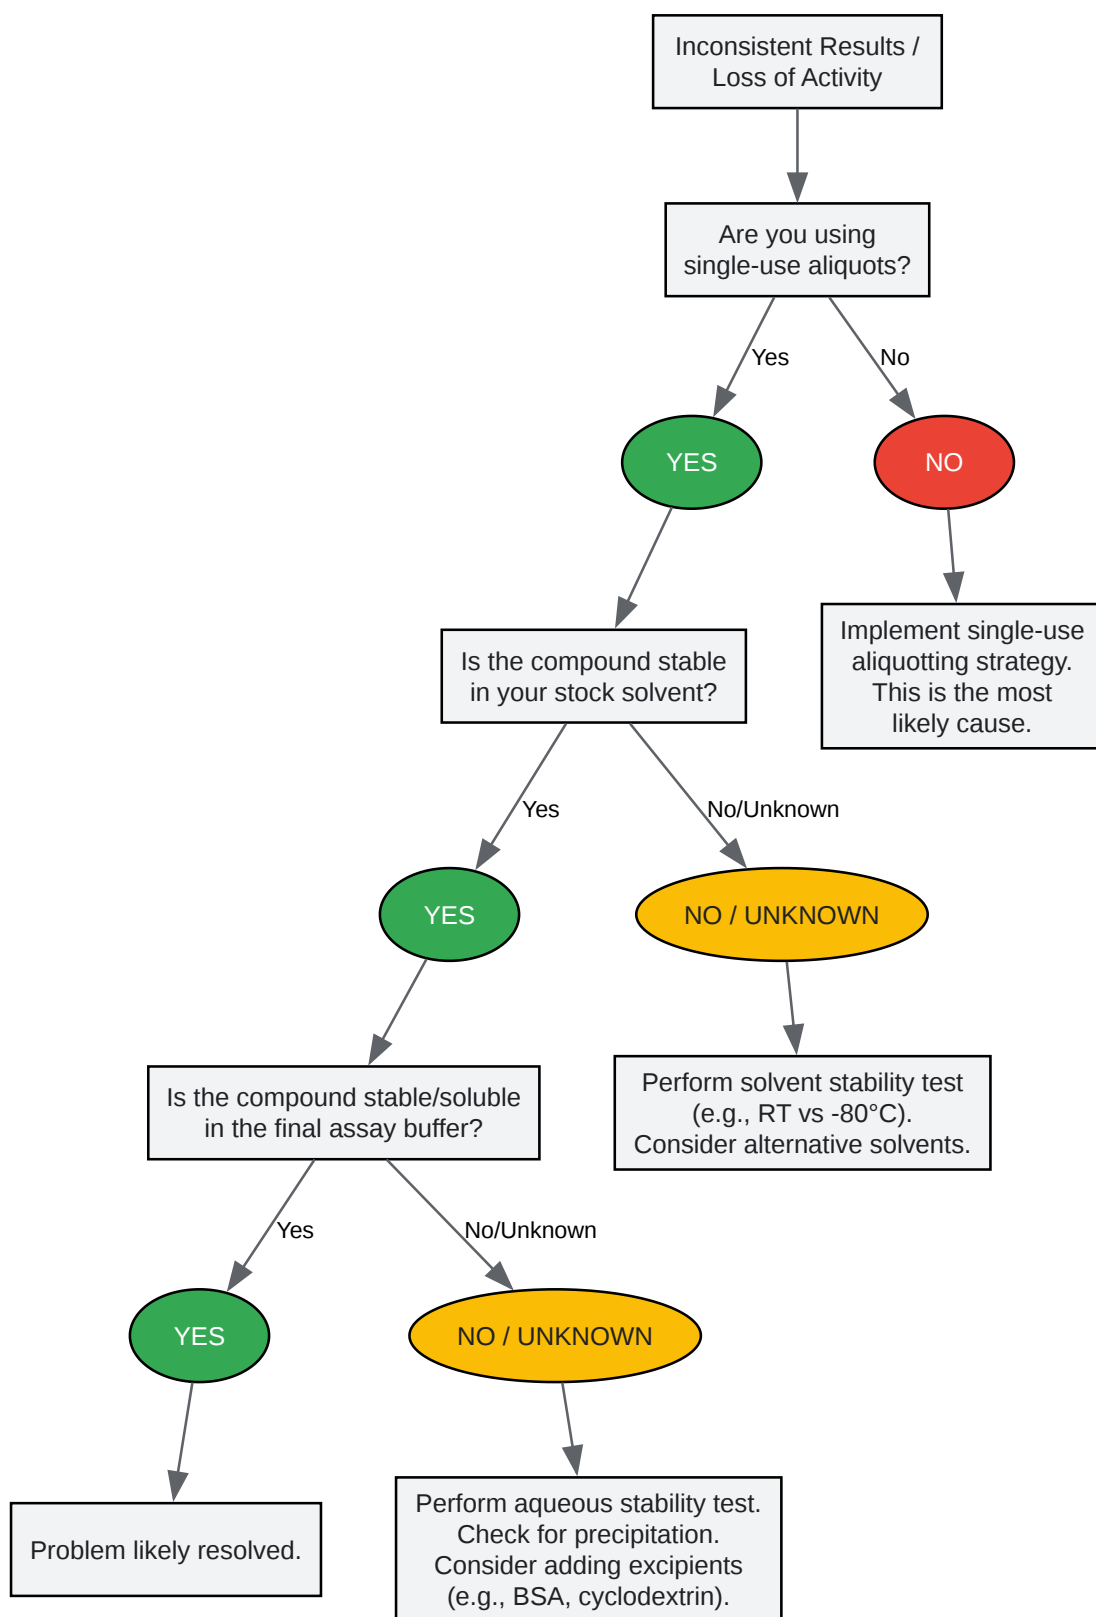 Inconsistent Results /
Loss of Activity
Are you using
single-use aliquots?
Yes
No
YES
NO
Implement single-use
aliquotting strategy.
This is the most
likely cause.
Is the compound stable
in your stock solvent?
Yes
No/Unknown
YES
NO / UNKNOWN
Perform solvent stability test
(e.g., RT vs -80°C).
Consider alternative solvents.
Is the compound stable/soluble
in the final assay buffer?
Yes
No/Unknown
YES
NO / UNKNOWN
Problem likely resolved.
Perform aqueous stability test.
Check for precipitation.
Consider adding excipients
(e.g., BSA, cyclodextrin).